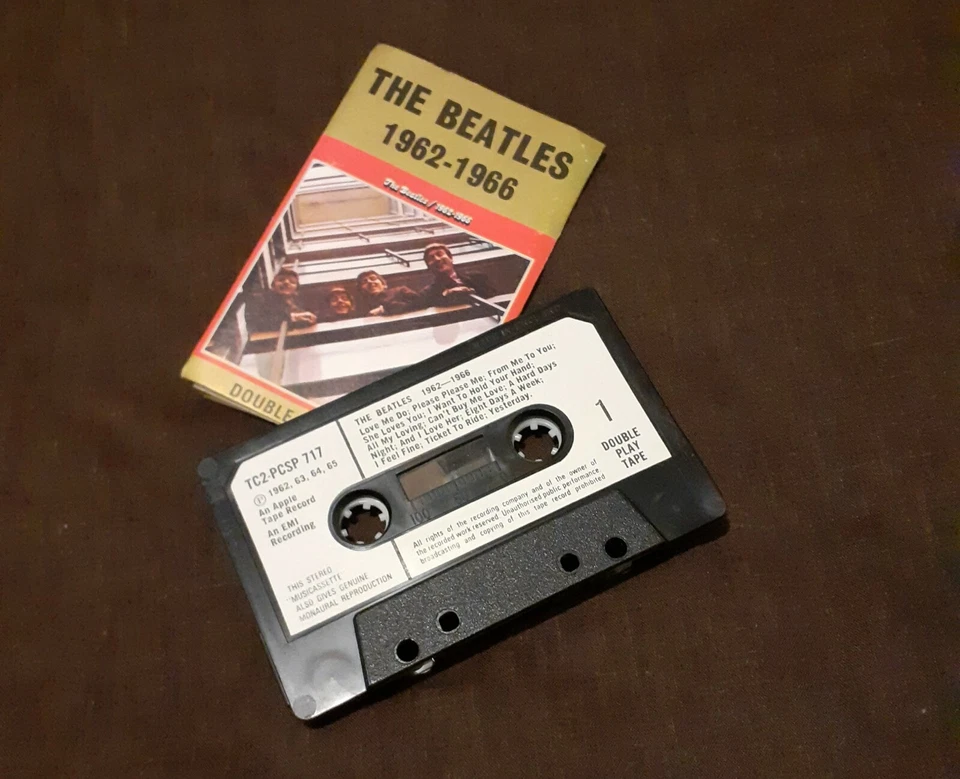 THE BEATLES
1962-1966
The Beatles / 1962-1966
DOUBLE
TC2-PCSP 717
Ⓟ 1962, 63, 64, 65
An Apple
Tape Record
An EMI
Recording
THIS STEREO
MUSICASSETTE
ALSO GIVES GENUINE
MONAURAL REPRODUCTION
THE BEATLES 1962—1966
Love Me Do; Please Please Me; From Me To You;
She Loves You; I Want To Hold Your Hand;
All My Loving; Can't Buy Me Love; A Hard Days
Night; And I Love Her; Eight Days A Week;
I Feel Fine; Ticket To Ride; Yesterday.
100
1
DOUBLE
PLAY
TAPE
All rights of the recording company and of the owner of
the recorded work reserved. Unauthorised public performance
broadcasting and copying of this tape record prohibited